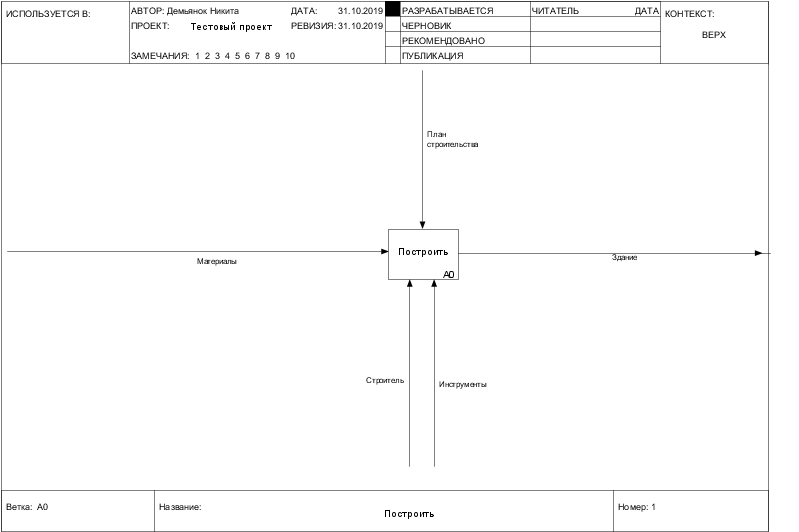 ИСПОЛЬЗУЕТСЯ В:
АВТОР: Демьянок Никита
ДАТА: 31.10.2019
РАЗРАБАТЫВАЕТСЯ
ЧИТАТЕЛЬ ДАТА
КОНТЕКСТ:
ПРОЕКТ: Тестовый проект
РЕВИЗИЯ: 31.10.2019
ЧЕРНОВИК
ВЕРХ
РЕКОМЕНДОВАНО
ЗАМЕЧАНИЯ: 1 2 3 4 5 6 7 8 9 10
ПУБЛИКАЦИЯ
План
строительства
Материалы
Построить
A0
Здание
Строитель
Инструменты
Ветка: A0
Название:
Построить
Номер: 1